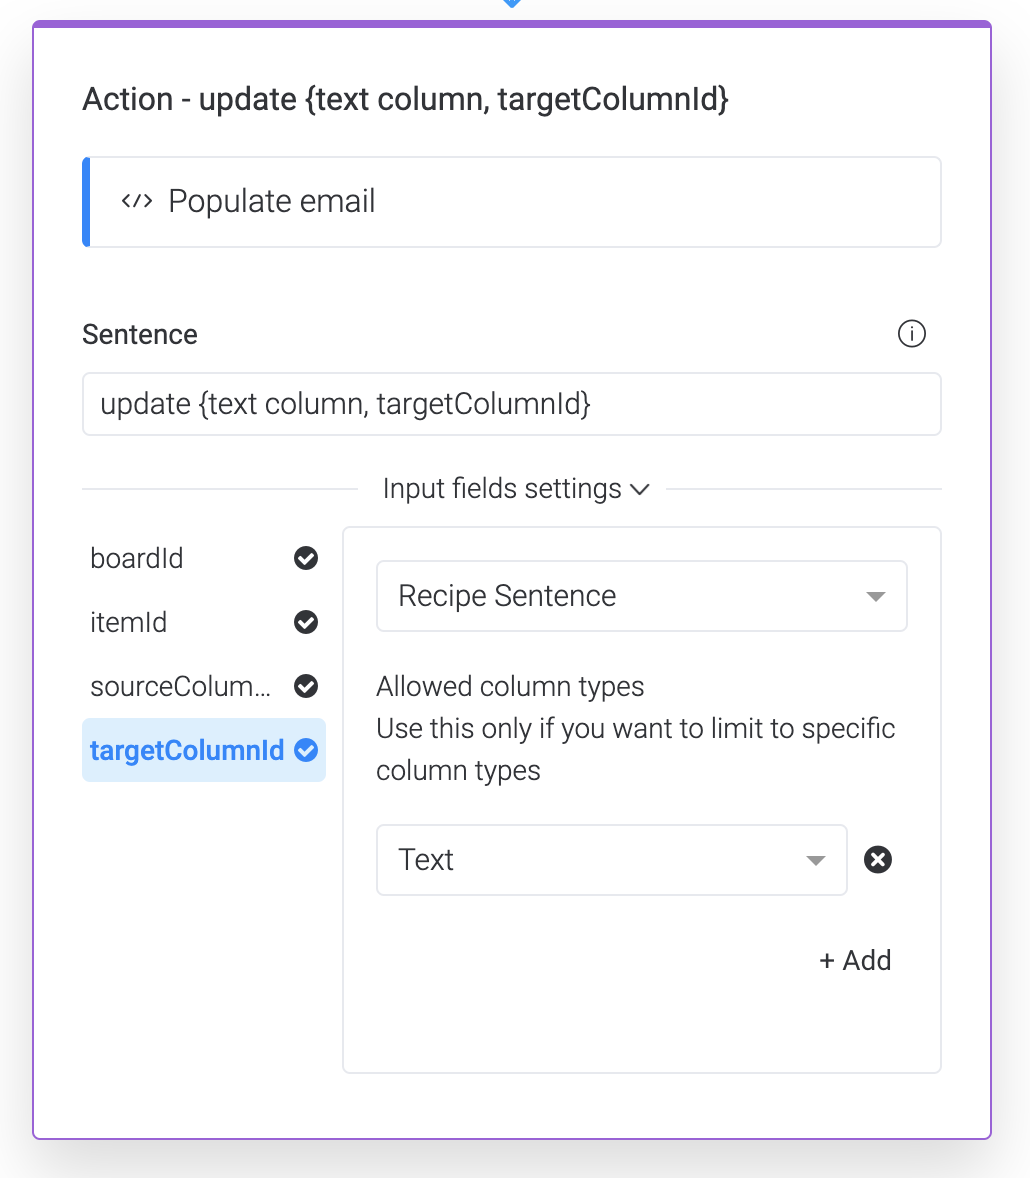 Action - update {text column, targetColumnId}
</> Populate email
Sentence
update {text column, targetColumnId}
Input fields settings
boardId
itemId
sourceColum...
targetColumnId
Recipe Sentence
Allowed column types
Use this only if you want to limit to specific
column types
Text
+ Add